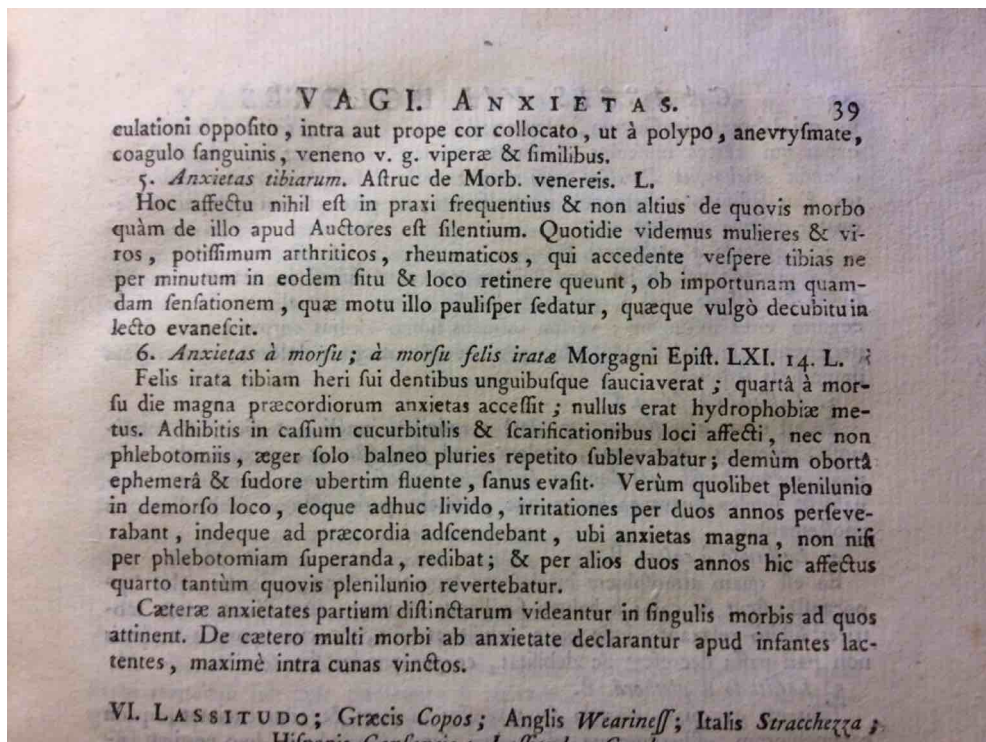 VAGI. ANXIETAS. 39
culationi oppoſito, intra aut prope cor collocato, ut à polypo, anevryſmate,
coagulo ſanguinis, veneno v. g. viperæ & ſimilibus.
5. Anxietas tibiarum. Aſtruc de Morb. venereis. L.
Hoc affectu nihil eſt in praxi frequentius & non altius de quovis morbo
quàm de illo apud Auctores eſt ſilentium. Quotidie videmus mulieres & vi-
ros, potiſſimum arthriticos, rheumaticos, qui accedente veſpere tibias ne
per minutum in eodem ſitu & loco retinere queunt, ob importunam quam-
dam ſenſationem, quæ motu illo pauliſper ſedatur, quæque vulgò decubitu in
lecto evaneſcit.
6. Anxietas à morſu; à morſu felis iratæ Morgagni Epiſt. LXI. 14. L.
Felis irata tibiam heri ſui dentibus unguibuſque ſauciaverat; quartâ à mor-
ſu die magna præcordiorum anxietas acceſſit; nullus erat hydrophobiæ me-
tus. Adhibitis in caſſum cucurbitulis & ſcarificationibus loci affecti, nec non
phlebotomiis, æger ſolo balneo pluries repetito ſublevabatur; demùm obortâ
ephemerâ & ſudore ubertim fluente, ſanus evaſit. Verùm quolibet plenilunio
in demorſo loco, eoque adhuc livido, irritationes per duos annos perſeve-
rabant, indeque ad præcordia adſcendebant, ubi anxietas magna, non niſi
per phlebotomiam ſuperanda, redibat; & per alios duos annos hic affectus
quarto tantùm quovis plenilunio revertebatur.
Cæteræ anxietates partium diſtinctarum videantur in ſingulis morbis ad quos
attinent. De cætero multi morbi ab anxietate declarantur apud infantes lac-
tentes, maximè intra cunas vinctos.
VI. LASSITUDO; Græcis Copos; Anglis Wearineſſ; Italis Stracchezza;